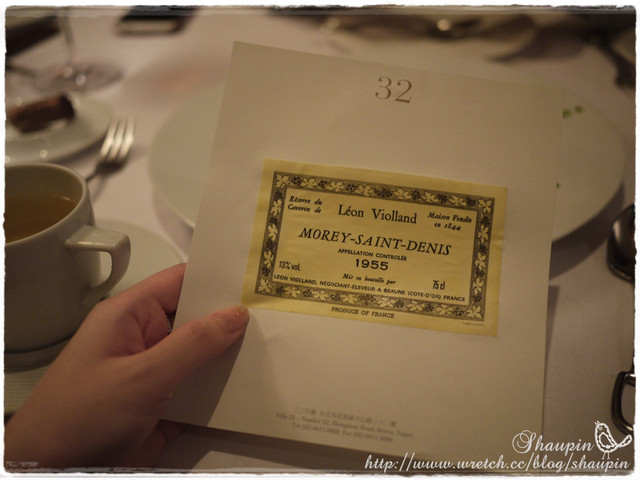 32
Réserve du
Caveau de
Léon Violland
Maison Fondée
en 1844
MOREY-SAINT-DENIS
APPELLATION CONTROLÉE
1955
13% vol.
Mis en bouteille par
75 cl
LÉON VIOLLAND, NÉGOCIANT-ÉLEVEUR A BEAUNE (COTE-D'OR) FRANCE
PRODUCE OF FRANCE
Shaupin
http://www.wretch.cc/blog/shaupin